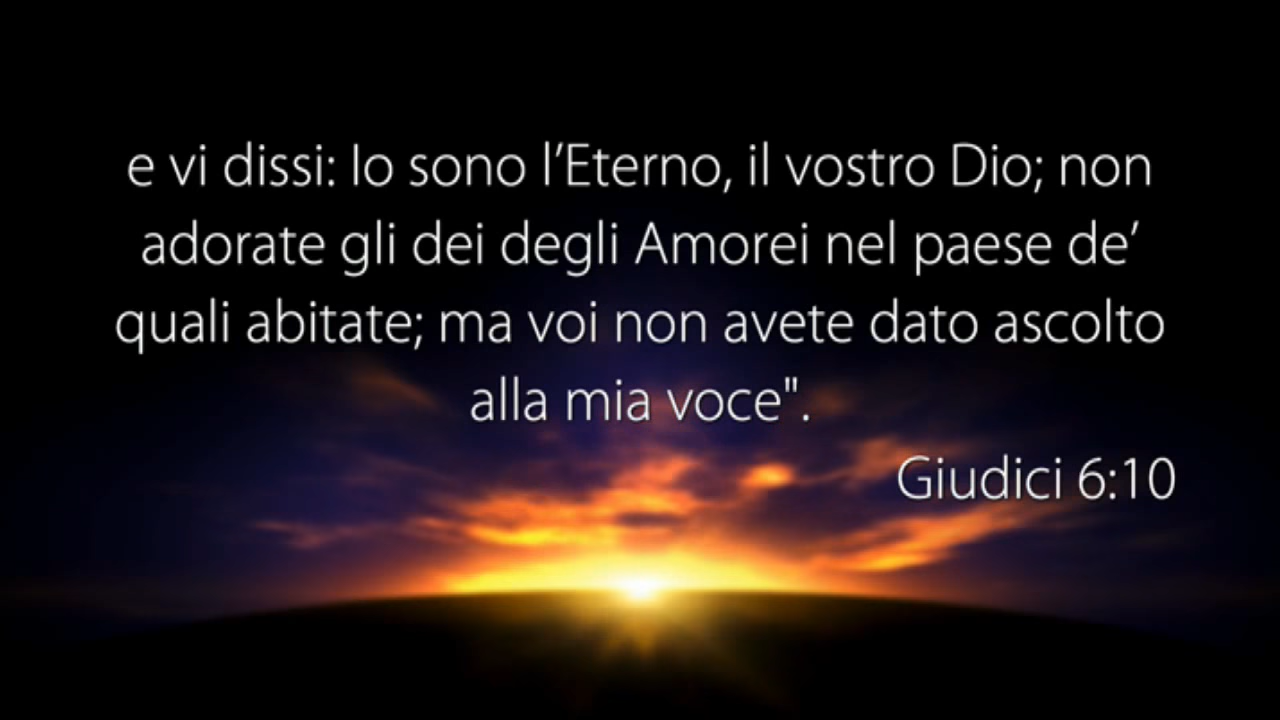 e vi dissi: Io sono l’Eterno, il vostro Dio; non
adorate gli dei degli Amorei nel paese de’
quali abitate; ma voi non avete dato ascolto
alla mia voce".
Giudici 6:10